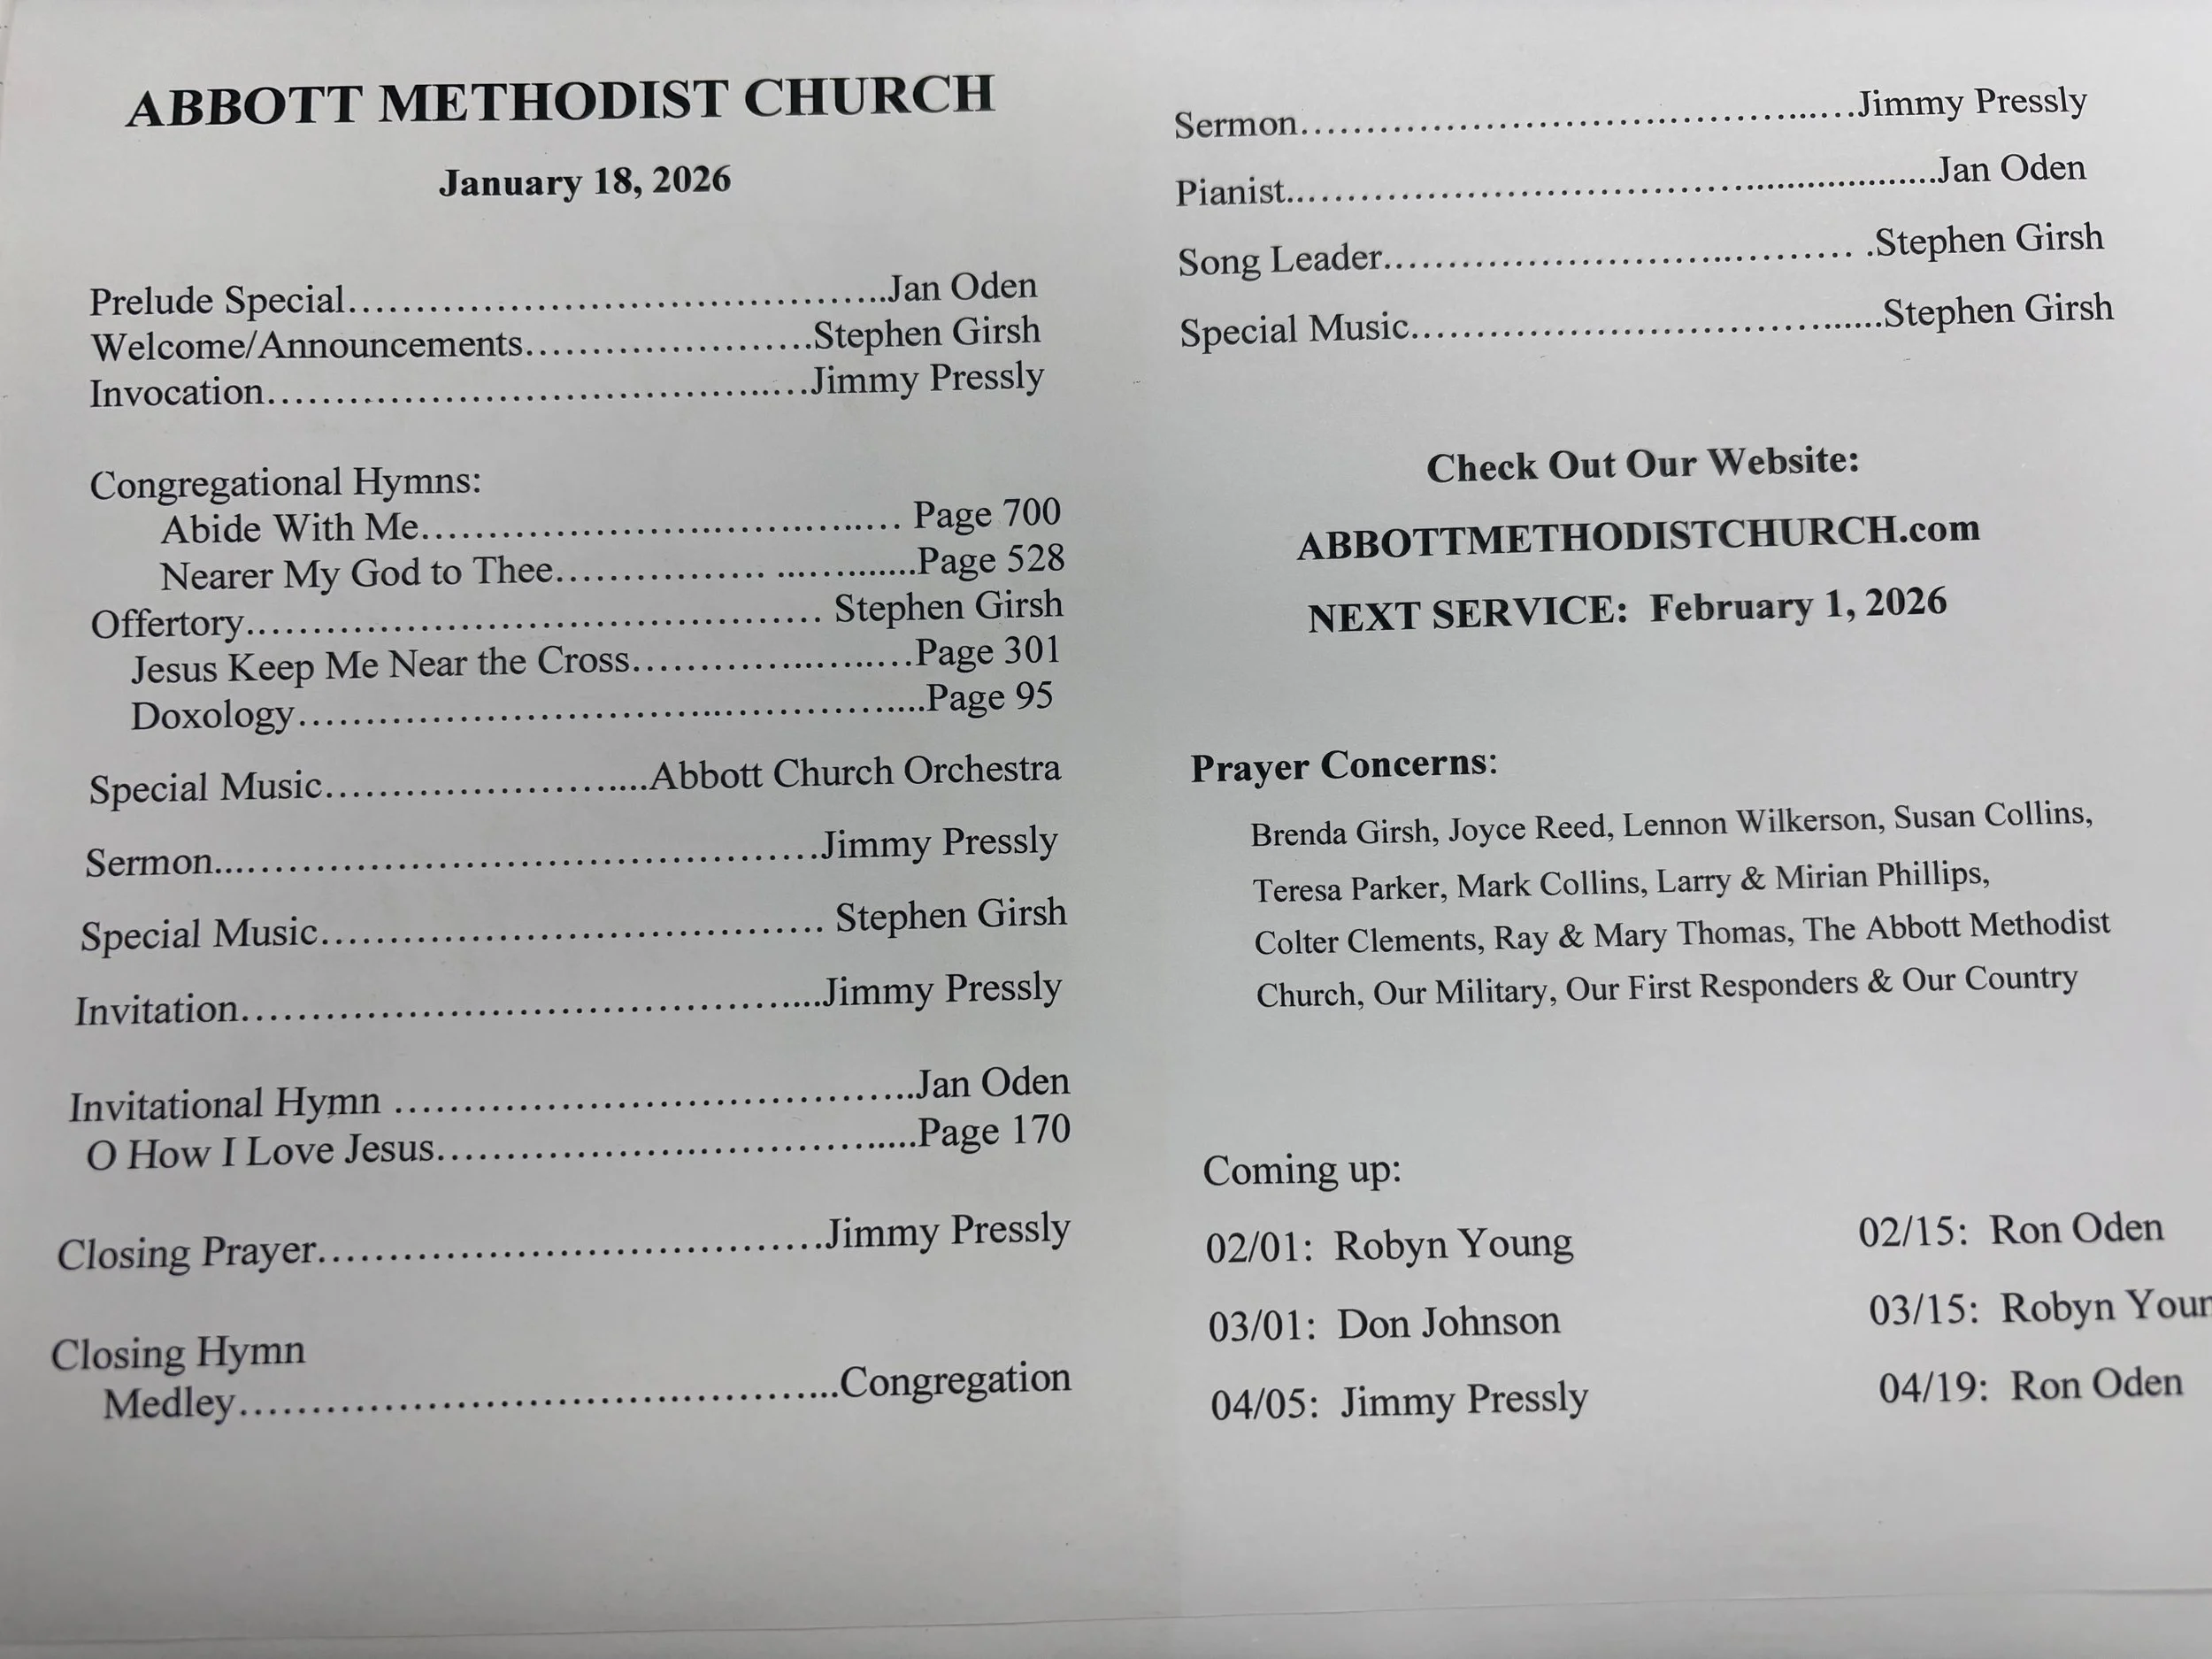 ABBOTT METHODIST CHURCH
January 18, 2026
Prelude Special....................Jan Oden
Welcome/Announcements....................Stephen Girsh
Invocation....................Jimmy Pressly
Congregational Hymns:
Abide With Me.................... Page 700
Nearer My God to Thee....................Page 528
Offertory.................... Stephen Girsh
Jesus Keep Me Near the Cross....................Page 301
Doxology....................Page 95
Special Music....................Abbott Church Orchestra
Sermon....................Jimmy Pressly
Special Music.................... Stephen Girsh
Invitation....................Jimmy Pressly
Invitational Hymn ....................Jan Oden
O How I Love Jesus....................Page 170
Closing Prayer....................Jimmy Pressly
Closing Hymn
Medley....................Congregation
Sermon....................Jimmy Pressly
Pianist....................Jan Oden
Song Leader.................... .Stephen Girsh
Special Music....................Stephen Girsh
Check Out Our Website:
ABBOTTMETHODISTCHURCH.com
NEXT SERVICE: February 1, 2026
Prayer Concerns:
Brenda Girsh, Joyce Reed, Lennon Wilkerson, Susan Collins,
Teresa Parker, Mark Collins, Larry & Mirian Phillips,
Colter Clements, Ray & Mary Thomas, The Abbott Methodist
Church, Our Military, Our First Responders & Our Country
Coming up:
02/01: Robyn Young 02/15: Ron Oden
03/01: Don Johnson 03/15: Robyn
04/05: Jimmy Pressly 04/19: Ron Oden